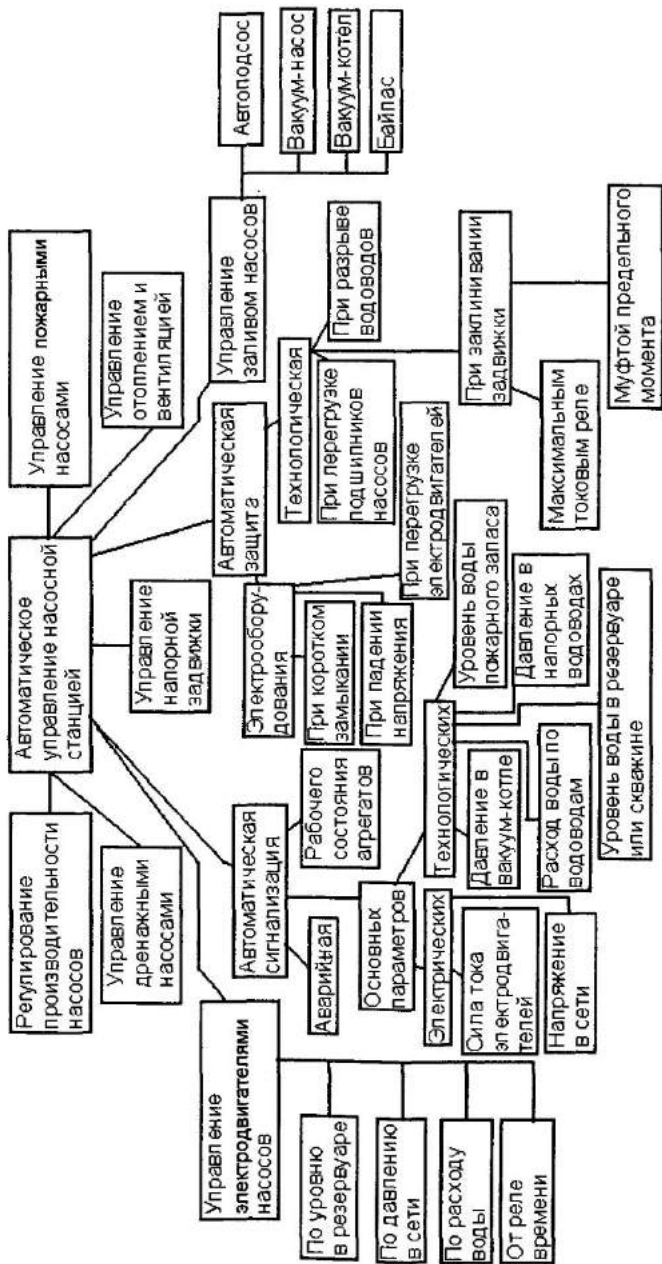 Регулирование
производительности
насосов
Автоматическое
управление насосной
станцией
Управление пожарными
насосами
Управление
дренажными
насосами
Управление
напорной
задвижки
Управление
отоплением и
вентиляцией
Управление
электродвигателями
насосов
Автоматическая
сигнализация
Автоматическая
защита
Управление
заливом насосов
Автоподсос
Вакуум-насос
Вакуум-котел
Байпас
По уровню
в резервуаре
По давлению
в сети
По расходу
воды
От реле
времени
Аварийная
Рабочего
состояния
агрегатов
Основных
параметров
Электрических
Сила тока
электродвига-
телей
Напряжение
в сети
Технологических
Давление в
вакуум-котле
Расход воды по
водоводам
Уровень воды в резервуаре
или скважине
Давление в
напорных
водоводах
Уровень воды
пожарного запаса
Электрообору-
дования
При коротком
замыкании
При падении
напряжения
При перегрузке
электродвигателей
Технологическая
При перегрузке
подшипников
насосов
При разрыве
водоводов
При заклинивании
задвижки
Максимальным
токовым реле
Муфтой предельного
момента